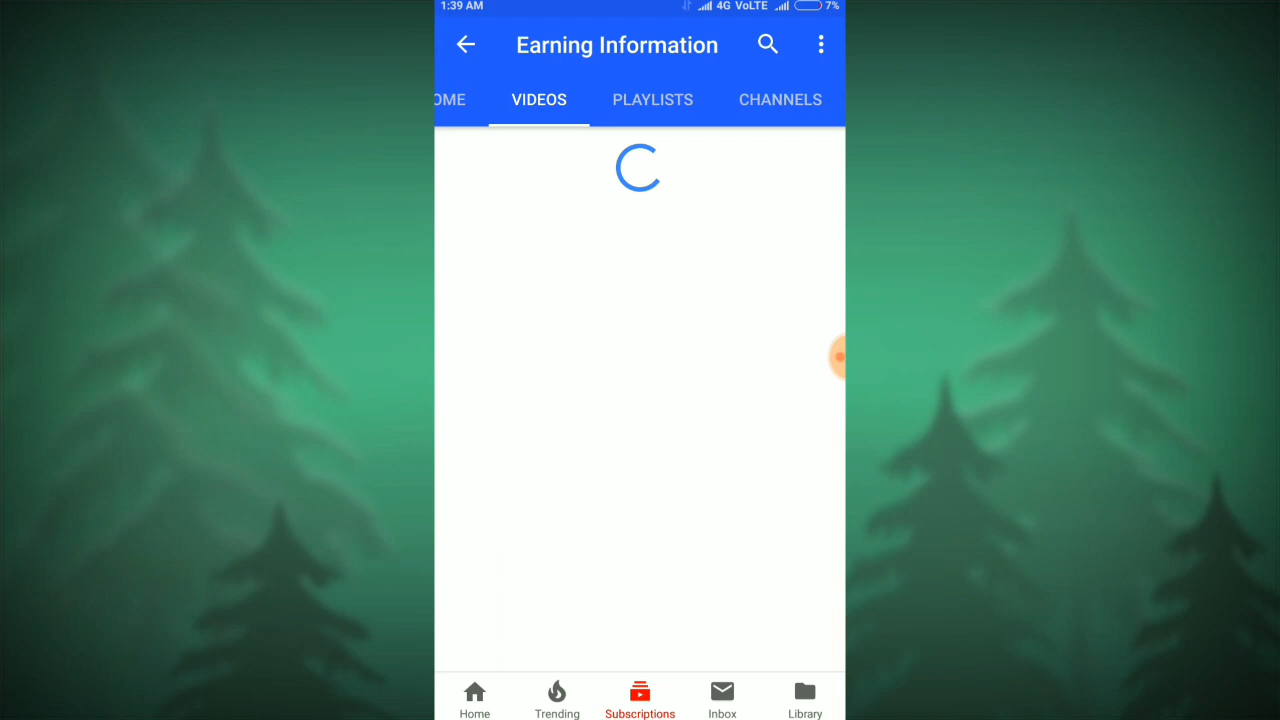 1:39 AM 4G VoLTE 7%
Earning Information
OME VIDEOS PLAYLISTS CHANNELS
Home Trending Subscriptions Inbox Library